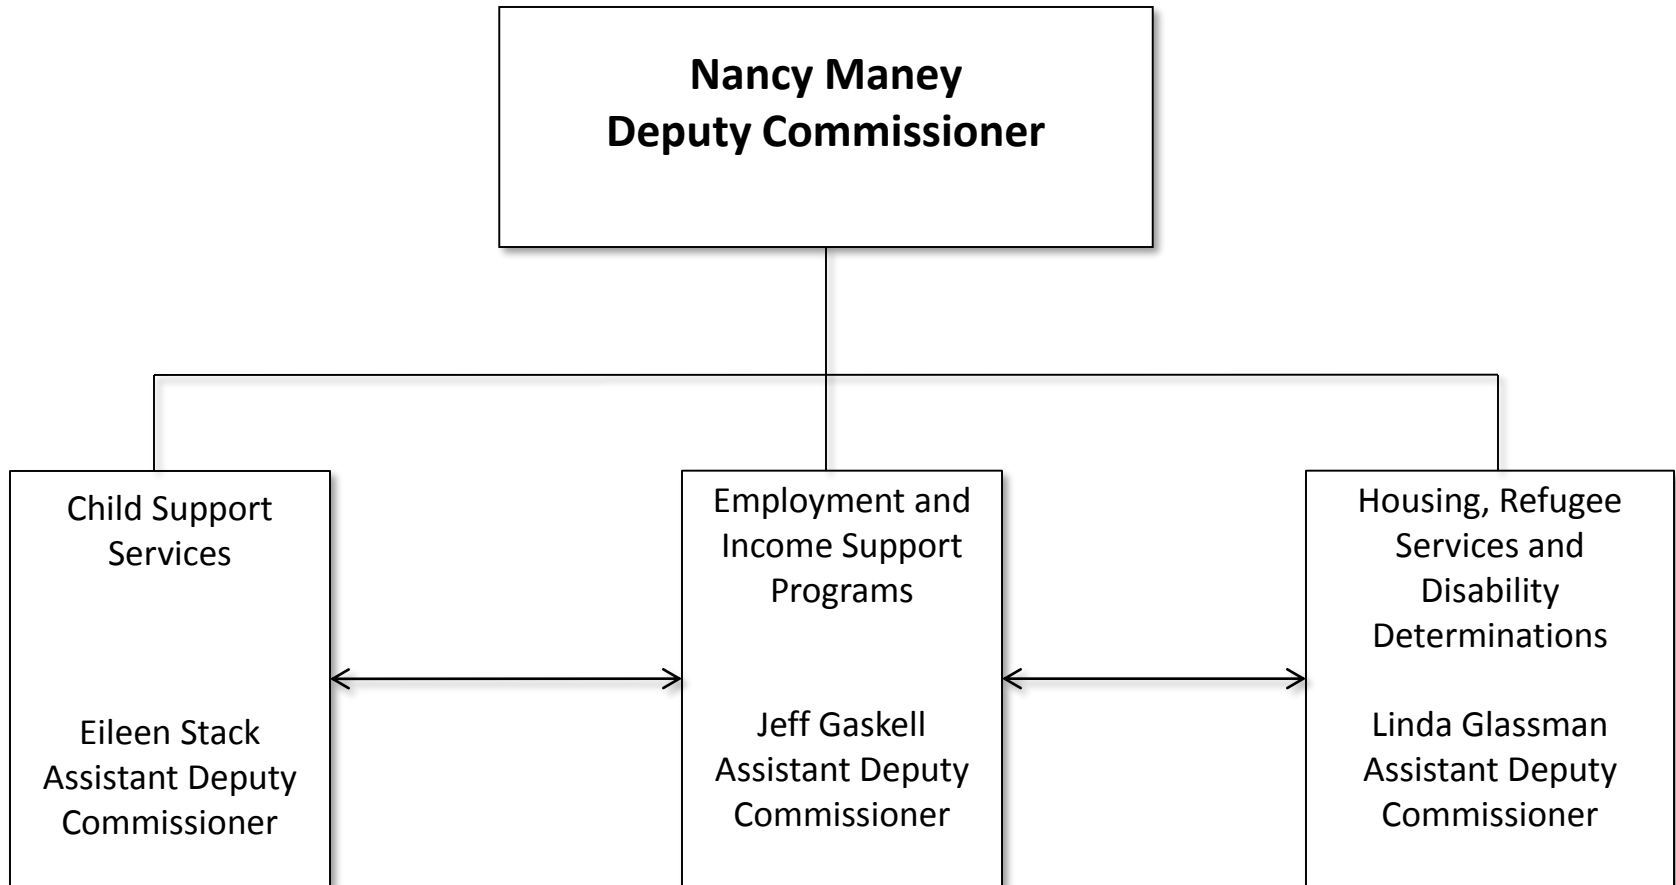 Nancy Maney
Deputy Commissioner
Child Support
Services
Eileen Stack
Assistant Deputy
Commissioner
Employment and
Income Support
Programs
Jeff Gaskell
Assistant Deputy
Commissioner
Housing, Refugee
Services and
Disability
Determinations
Linda Glassman
Assistant Deputy
Commissioner